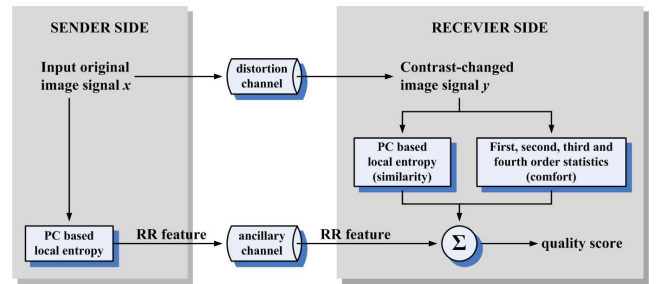 SENDER SIDE
RECEVIER SIDE
Input original
image signal x
distortion
channel
Contrast-changed
image signal y
PC based
local entropy
(similarity)
First, second, third and
fourth order statistics
(comfort)
PC based
local entropy
RR feature
ancillary
channel
RR feature
Σ
quality score